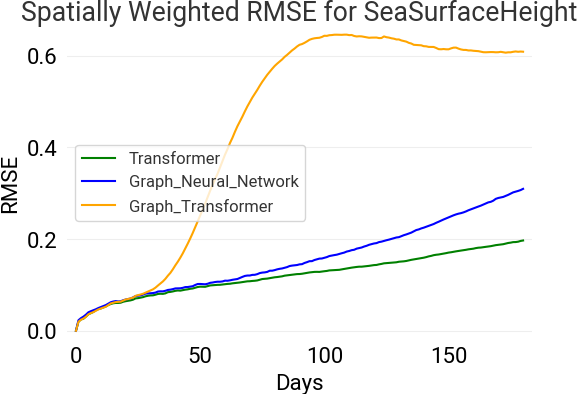 Spatially Weighted RMSE for SeaSurfaceHeight
0.6
0.4
0.2
0.0
RMSE
Transformer
Graph_Neural_Network
Graph_Transformer
0 50 100 150
Days